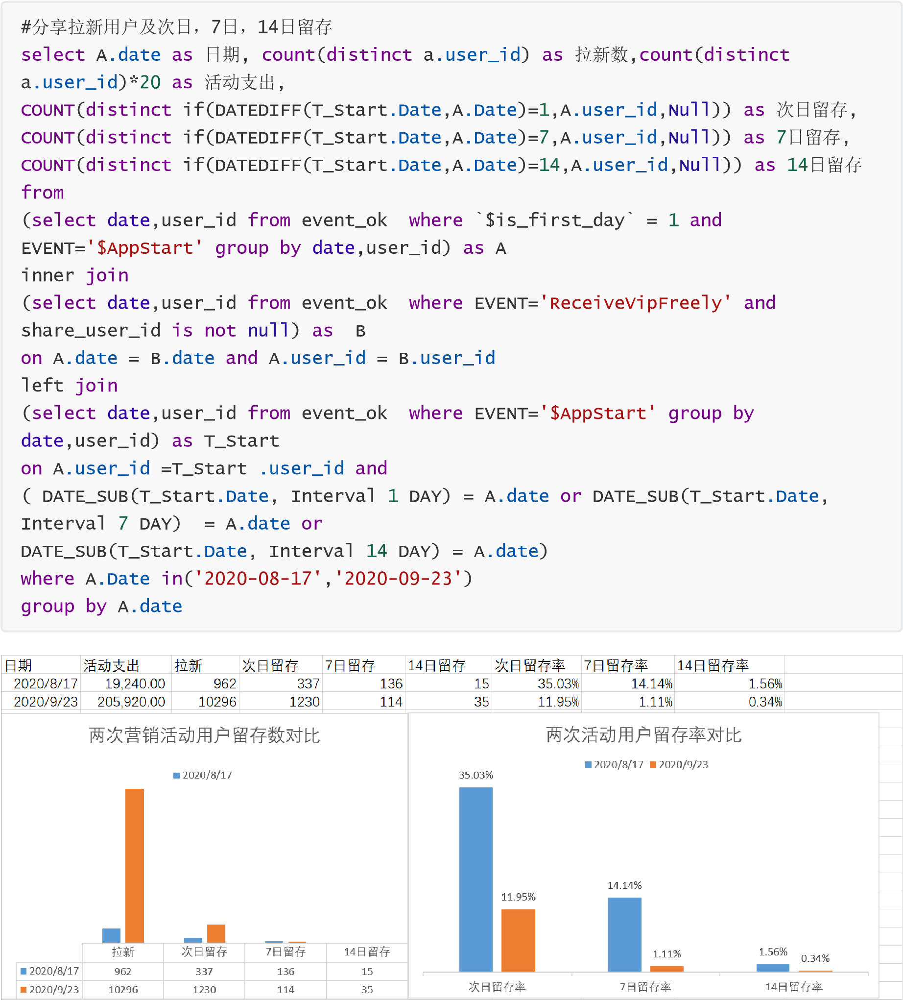 #分享拉新用户及次日，7日，14日留存
select A.date as 日期, count(distinct a.user_id) as 拉新数,count(distinct
a.user_id)*20 as 活动支出,
COUNT(distinct if(DATEDIFF(T_Start.Date,A.Date)=1,A.user_id,Null)) as 次日留存,
COUNT(distinct if(DATEDIFF(T_Start.Date,A.Date)=7,A.user_id,Null)) as 7日留存,
COUNT(distinct if(DATEDIFF(T_Start.Date,A.Date)=14,A.user_id,Null)) as 14日留存
from
(select date,user_id from event_ok  where `$is_first_day` = 1 and
EVENT='$AppStart' group by date,user_id) as A
inner join
(select date,user_id from event_ok  where EVENT='ReceiveVipFreely' and
share_user_id is not null) as  B
on A.date = B.date and A.user_id = B.user_id
left join
(select date,user_id from event_ok  where EVENT='$AppStart' group by
date,user_id) as T_Start
on A.user_id =T_Start .user_id and
( DATE_SUB(T_Start.Date, Interval 1 DAY) = A.date or DATE_SUB(T_Start.Date,
Interval 7 DAY)  = A.date or
DATE_SUB(T_Start.Date, Interval 14 DAY) = A.date)
where A.Date in('2020-08-17','2020-09-23')
group by A.date
日期 活动支出 拉新 次日留存 7日留存 14日留存 次日留存率 7日留存率 14日留存率
2020/8/17 19,240.00 962 337 136 15 35.03% 14.14% 1.56%
2020/9/23 205,920.00 10296 1230 114 35 11.95% 1.11% 0.34%
两次营销活动用户留存数对比
2020/8/17
拉新 次日留存 7日留存 14日留存
2020/8/17 962 337 136 15
2020/9/23 10296 1230 114 35
两次活动用户留存率对比
2020/8/17 2020/9/23
35.03%
11.95%
14.14%
1.11%
1.56%
0.34%
次日留存率 7日留存率 14日留存率